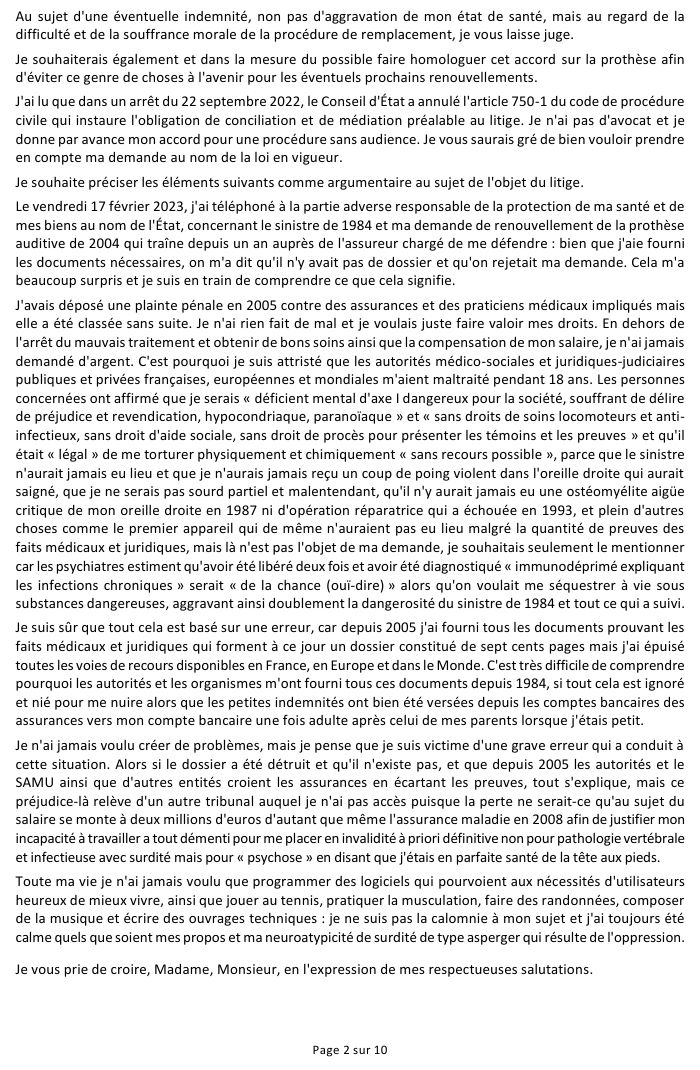 Au sujet d'une éventuelle indemnité, non pas d'aggravation de mon état de santé, mais au regard de la
difficulté et de la souffrance morale de la procédure de remplacement, je vous laisse juge.
Je souhaiterais également et dans la mesure du possible faire homologuer cet accord sur la prothèse afin
d'éviter ce genre de choses à l'avenir pour les éventuels prochains renouvellements.
J'ai lu que dans un arrêt du 22 septembre 2022, le Conseil d'État a annulé l'article 750-1 du code de procédure
civile qui instaure l'obligation de conciliation et de médiation préalable au litige. Je n'ai pas d'avocat et je
donne par avance mon accord pour une procédure sans audience. Je vous saurais gré de bien vouloir prendre
en compte ma demande au nom de la loi en vigueur.
Je souhaite préciser les éléments suivants comme argumentaire au sujet de l'objet du litige.
Le vendredi 17 février 2023, j'ai téléphoné à la partie adverse responsable de la protection de ma santé et de
mes biens au nom de l'État, concernant le sinistre de 1984 et ma demande de renouvellement de la prothèse
auditive de 2004 qui traîne depuis un an auprès de l'assureur chargé de me défendre : bien que j'aie fourni
les documents nécessaires, on m'a dit qu'il n'y avait pas de dossier et qu'on rejetait ma demande. Cela m'a
beaucoup surpris et je suis en train de comprendre ce que cela signifie.
J'avais déposé une plainte pénale en 2005 contre des assurances et des praticiens médicaux impliqués mais
elle a été classée sans suite. Je n'ai rien fait de mal et je voulais juste faire valoir mes droits. En dehors de
l'arrêt du mauvais traitement et obtenir de bons soins ainsi que la compensation de mon salaire, je n'ai jamais
demandé d'argent. C'est pourquoi je suis attristé que les autorités médico-sociales et juridiques-judiciaires
publiques et privées françaises, européennes et mondiales m'aient maltraité pendant 18 ans. Les personnes
concernées ont affirmé que je serais « déficient mental d'axe I dangereux pour la société, souffrant de délire
de préjudice et revendication, hypocondriaque, paranoïaque » et « sans droits de soins locomoteurs et anti-
infectieux, sans droit d'aide sociale, sans droit de procès pour présenter les témoins et les preuves » et qu'il
était « légal » de me torturer physiquement et chimiquement « sans recours possible », parce que le sinistre
n'aurait jamais eu lieu et que je n'aurais jamais reçu un coup de poing violent dans l'oreille droite qui aurait
saigné, que je ne serais pas sourd partiel et malentendant, qu'il n'y aurait jamais eu une ostéomyélite aigüe
critique de mon oreille droite en 1987 ni d'opération réparatrice qui a échouée en 1993, et plein d'autres
choses comme le premier appareil qui de même n'auraient pas eu lieu malgré la quantité de preuves des
faits médicaux et juridiques, mais là n'est pas l'objet de ma demande, je souhaitais seulement le mentionner
car les psychiatres estiment qu'avoir été libéré deux fois et avoir été diagnostiqué « immunodéprimé expliquant
les infections chroniques » serait « de la chance (ouï-dire) » alors qu'on voulait me séquestrer à vie sous
substances dangereuses, aggravant ainsi doublement la dangerosité du sinistre de 1984 et tout ce qui a suivi.
Je suis sûr que tout cela est basé sur une erreur, car depuis 2005 j'ai fourni tous les documents prouvant les
faits médicaux et juridiques qui forment à ce jour un dossier constitué de sept cents pages mais j'ai épuisé
toutes les voies de recours disponibles en France, en Europe et dans le Monde. C'est très difficile de comprendre
pourquoi les autorités et les organismes m'ont fourni tous ces documents depuis 1984, si tout cela est ignoré
et nié pour me nuire alors que les petites indemnités ont bien été versées depuis les comptes bancaires des
assurances vers mon compte bancaire une fois adulte après celui de mes parents lorsque j'étais petit.
Je n'ai jamais voulu créer de problèmes, mais je pense que je suis victime d'une grave erreur qui a conduit à
cette situation. Alors si le dossier a été détruit et qu'il n'existe pas, et que depuis 2005 les autorités et le
SAMU ainsi que d'autres entités croient les assurances en écartant les preuves, tout s'explique, mais ce
préjudice-là relève d'un autre tribunal auquel je n'ai pas accès puisque la perte ne serait-ce qu'au sujet du
salaire se monte à deux millions d'euros d'autant que même l'assurance maladie en 2008 afin de justifier mon
incapacité à travailler a tout démenti pour me placer en invalidité à priori définitive non pour pathologie vertébrale
et infectieuse avec surdité mais pour « psychose » en disant que j'étais en parfaite santé de la tête aux pieds.
Toute ma vie je n'ai jamais voulu que programmer des logiciels qui pourvoient aux nécessités d'utilisateurs
heureux de mieux vivre, ainsi que jouer au tennis, pratiquer la musculation, faire des randonnées, composer
de la musique et écrire des ouvrages techniques : je ne suis pas la calomnie à mon sujet et j'ai toujours été
calme quels que soient mes propos et ma neuroatypicité de surdité de type asperger qui résulte de l'oppression.
Je vous prie de croire, Madame, Monsieur, en l'expression de mes respectueuses salutations.
Page 2 sur 10